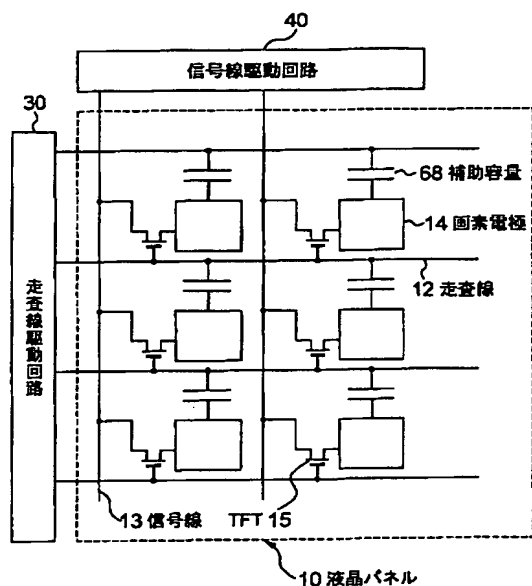 40
信号線駆動回路
30
走査線駆動回路
68 補助容量
14 画素電極
12 走査線
13 信号線
TFT 15
10 液晶パネル